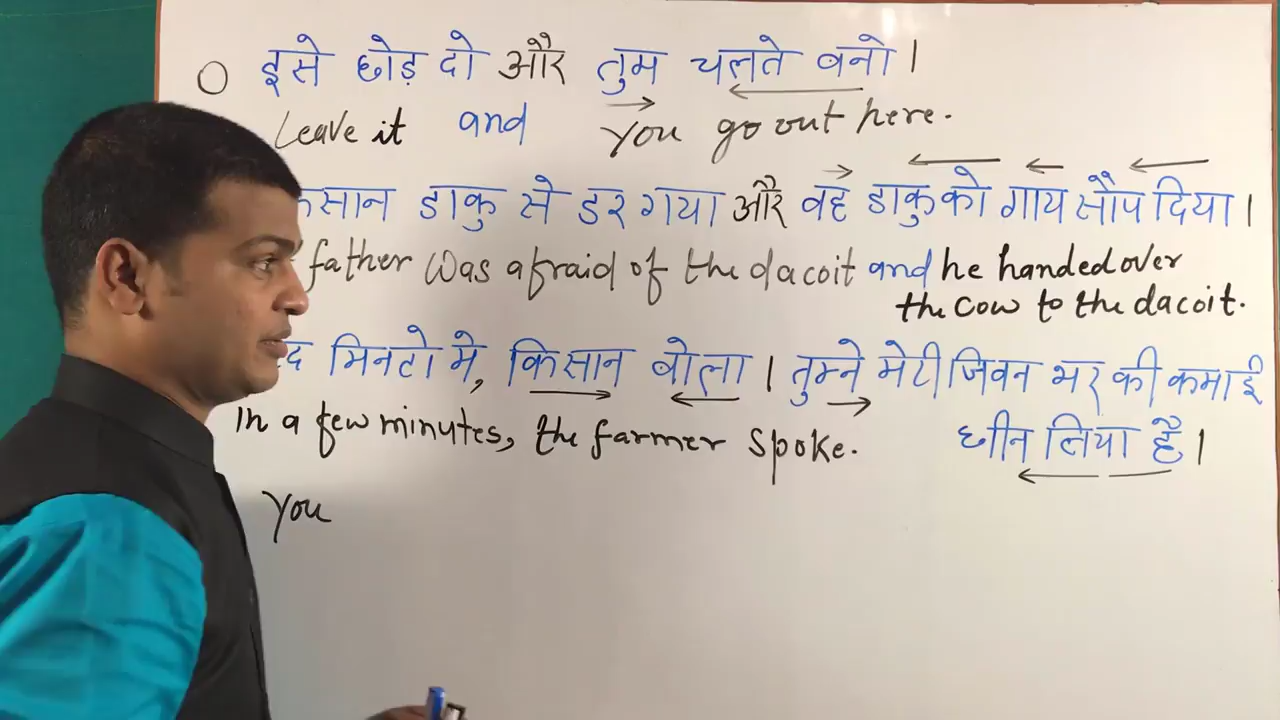 इसे छोड़ दो और तुम चलते बनो।
Leave it and You go out here.
डाकु से डर गया और वह डाकु को गाय सौप दिया।
father was afraid of the dacoit and he handed over
the cow to the dacoit.
मिनटो मे, किसान बोला। तुम्ने मेरी जिवन भर की कमाई
In a few minutes, the farmer spoke.
छीन लिया है।
You